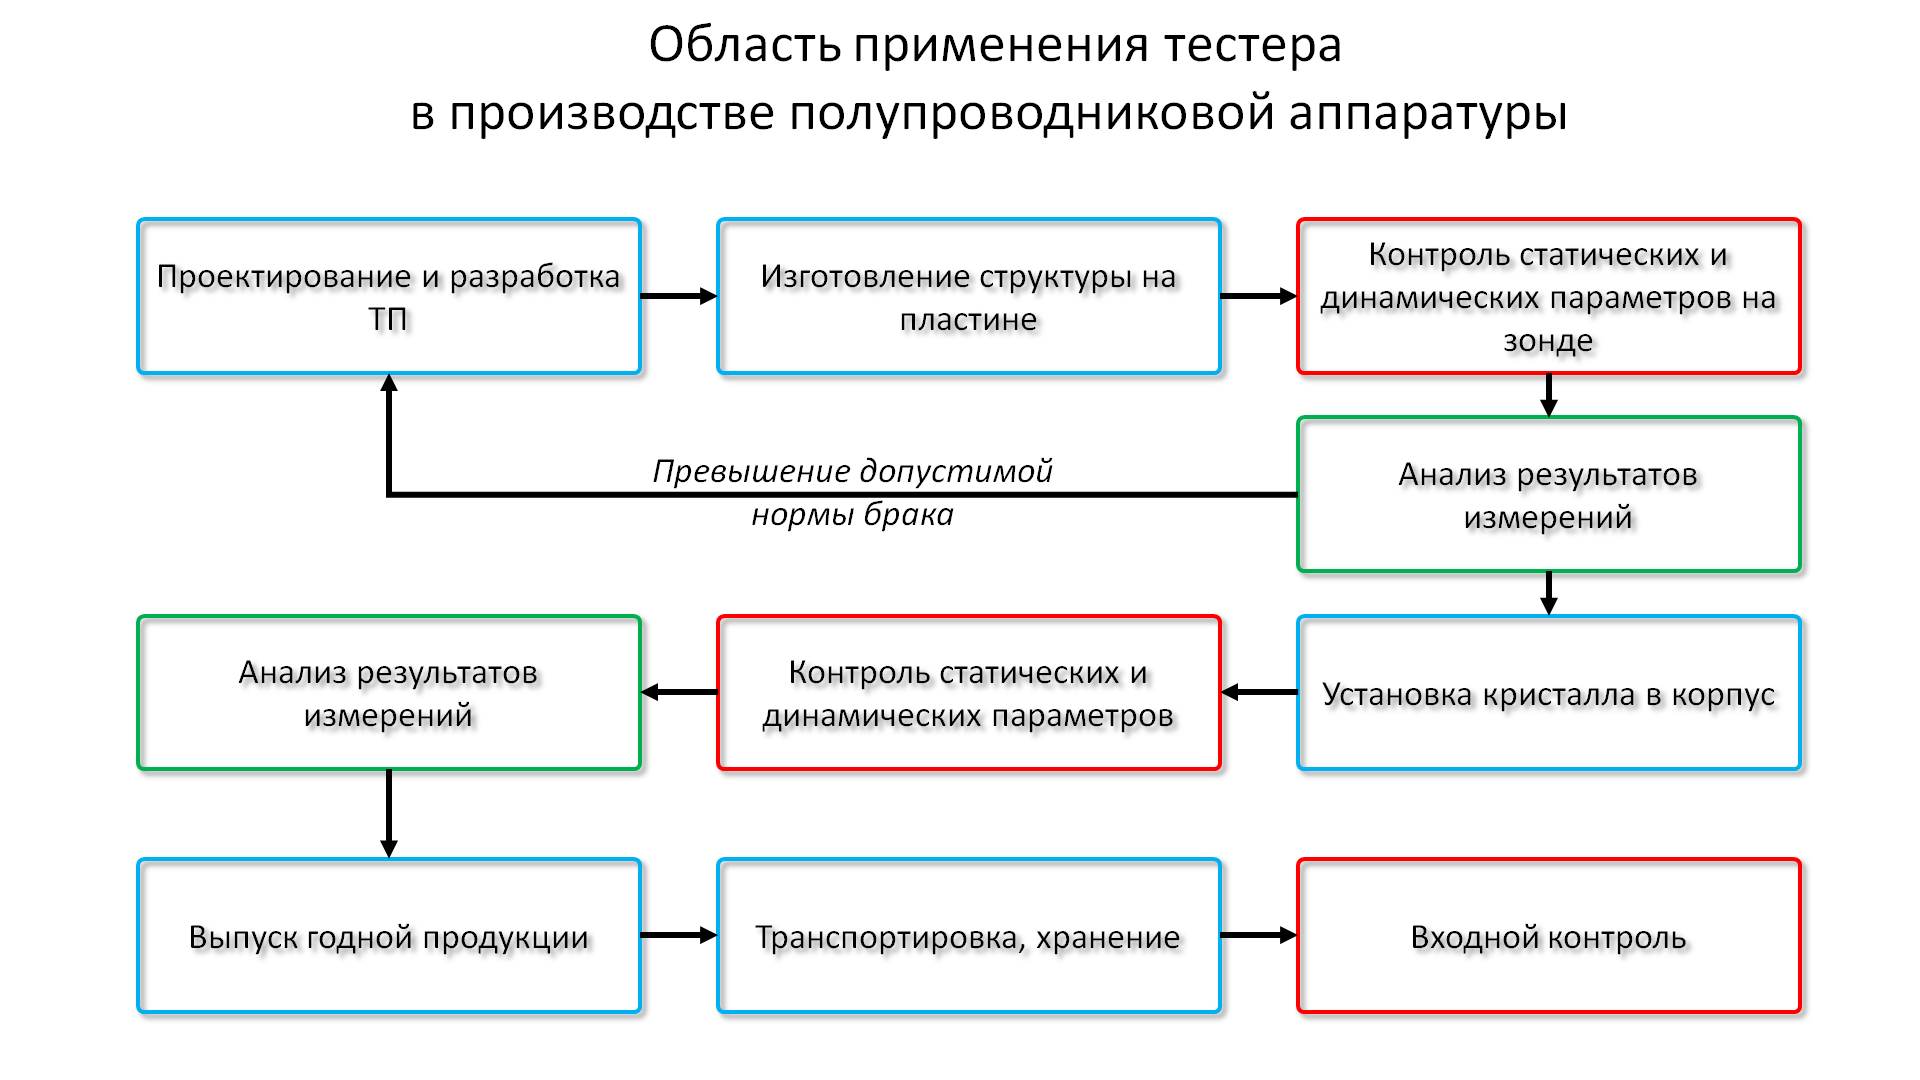 Область применения тестера
в производстве полупроводниковой аппаратуры
Проектирование и разработка
ТП
Изготовление структуры на
пластине
Контроль статических и
динамических параметров на
зонде
Превышение допустимой
нормы брака
Анализ результатов
измерений
Анализ результатов
измерений
Контроль статических и
динамических параметров
Установка кристалла в корпус
Выпуск годной продукции
Транспортировка, хранение
Входной контроль